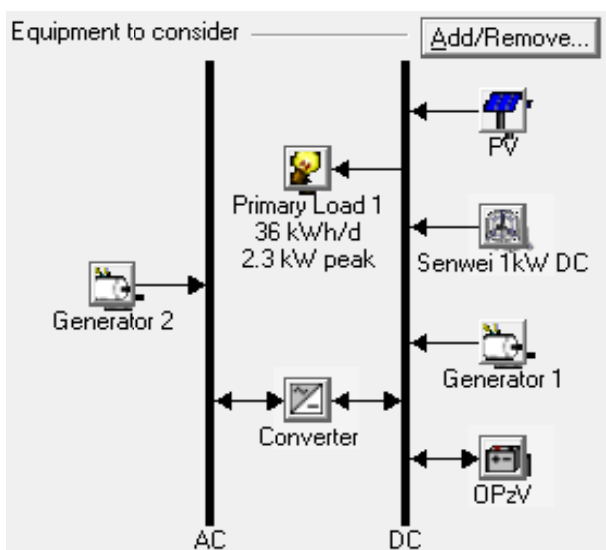 Equipment to consider
Add/Remove...
PV
Primary Load 1
36 kWh/d
2.3 kW peak
Senwei 1kW DC
Generator 2
Generator 1
Converter
OPzV
AC
DC